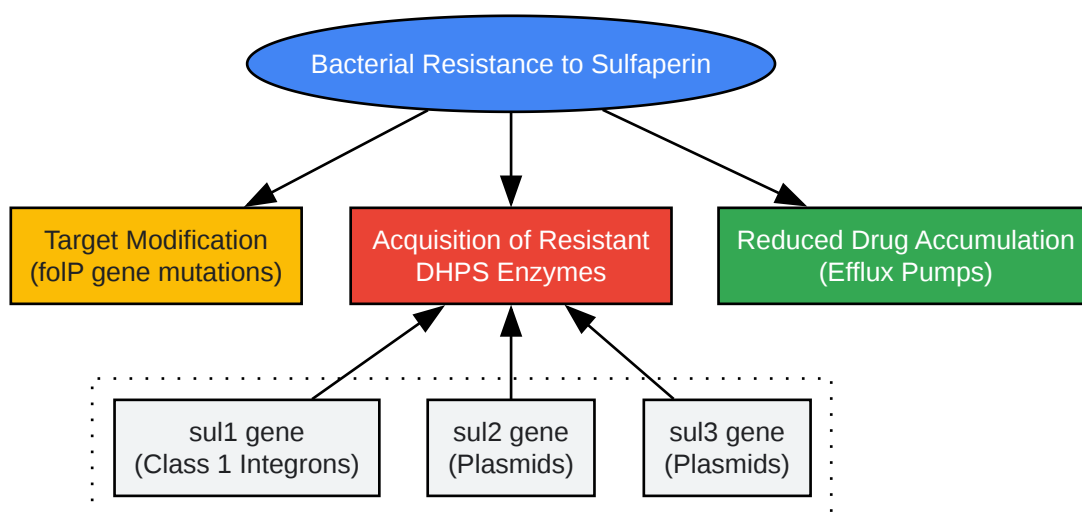 Bacterial Resistance to Sulfaperin
Target Modification
(folP gene mutations)
Acquisition of Resistant
DHPS Enzymes
Reduced Drug Accumulation
(Efflux Pumps)
sul1 gene
(Class 1 Integrons)
sul2 gene
(Plasmids)
sul3 gene
(Plasmids)